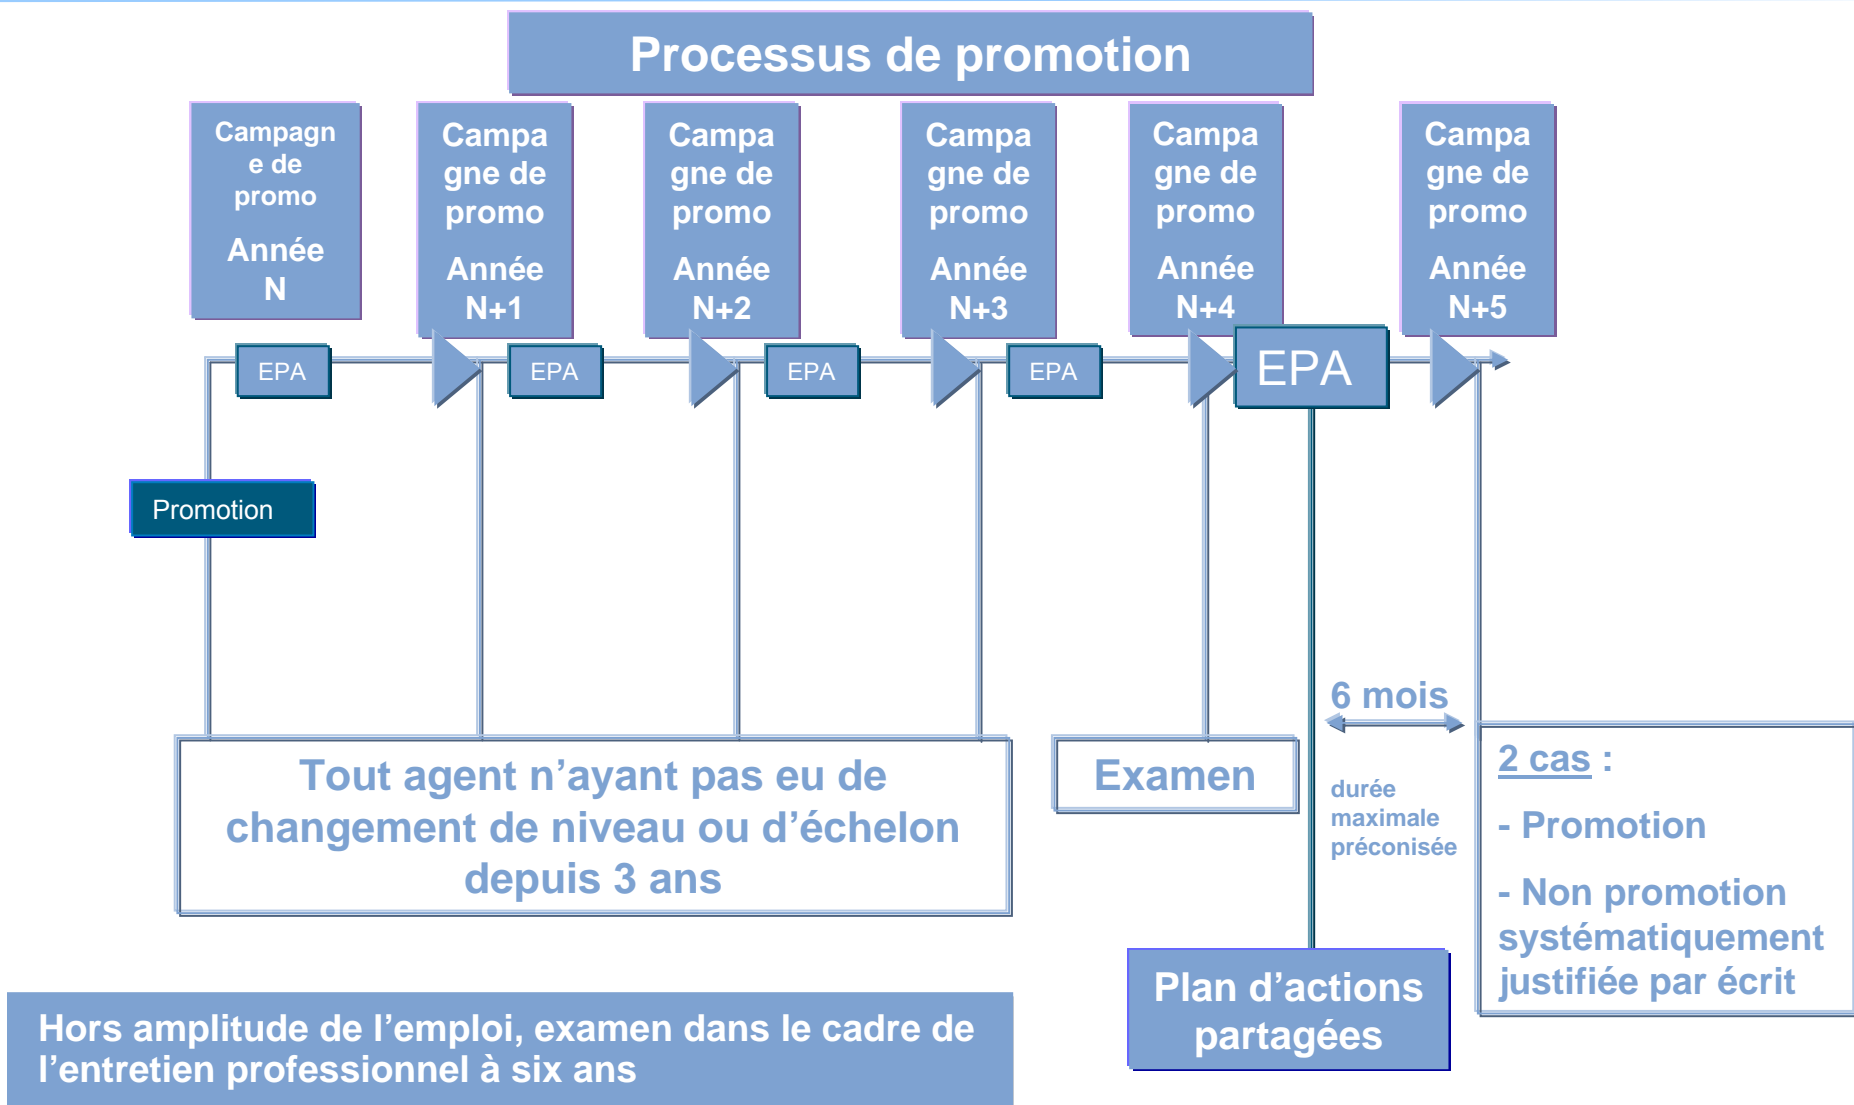 Processus de promotion
Campagn
e de
promo
Année
N
Campa
gne de
promo
Année
N+1
Campa
gne de
promo
Année
N+2
Campa
gne de
promo
Année
N+3
Campa
gne de
promo
Année
N+4
Campa
gne de
promo
Année
N+5
EPA
EPA
EPA
EPA
EPA
Promotion
Tout agent n’ayant pas eu de
changement de niveau ou d’échelon
depuis 3 ans
Examen
6 mois
durée
maximale
préconisée
2 cas :
- Promotion
- Non promotion
systématiquement
justifiée par écrit
Plan d’actions
partagées
Hors amplitude de l’emploi, examen dans le cadre de
l’entretien professionnel à six ans